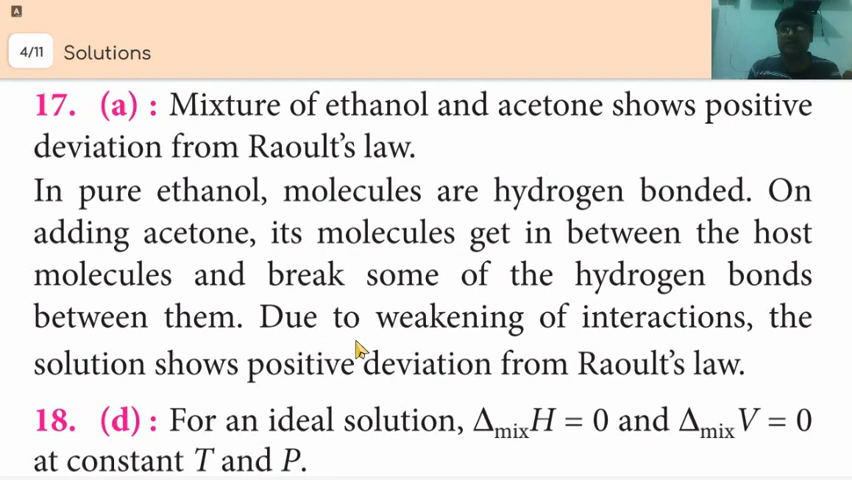 A
4/11 Solutions
17. (a) : Mixture of ethanol and acetone shows positive
deviation from Raoult's law.
In pure ethanol, molecules are hydrogen bonded. On
adding acetone, its molecules get in between the host
molecules and break some of the hydrogen bonds
between them. Due to weakening of interactions, the
solution shows positive deviation from Raoult's law.
18. (d) : For an ideal solution, ΔmixH = 0 and ΔmixV = 0
at constant T and P.